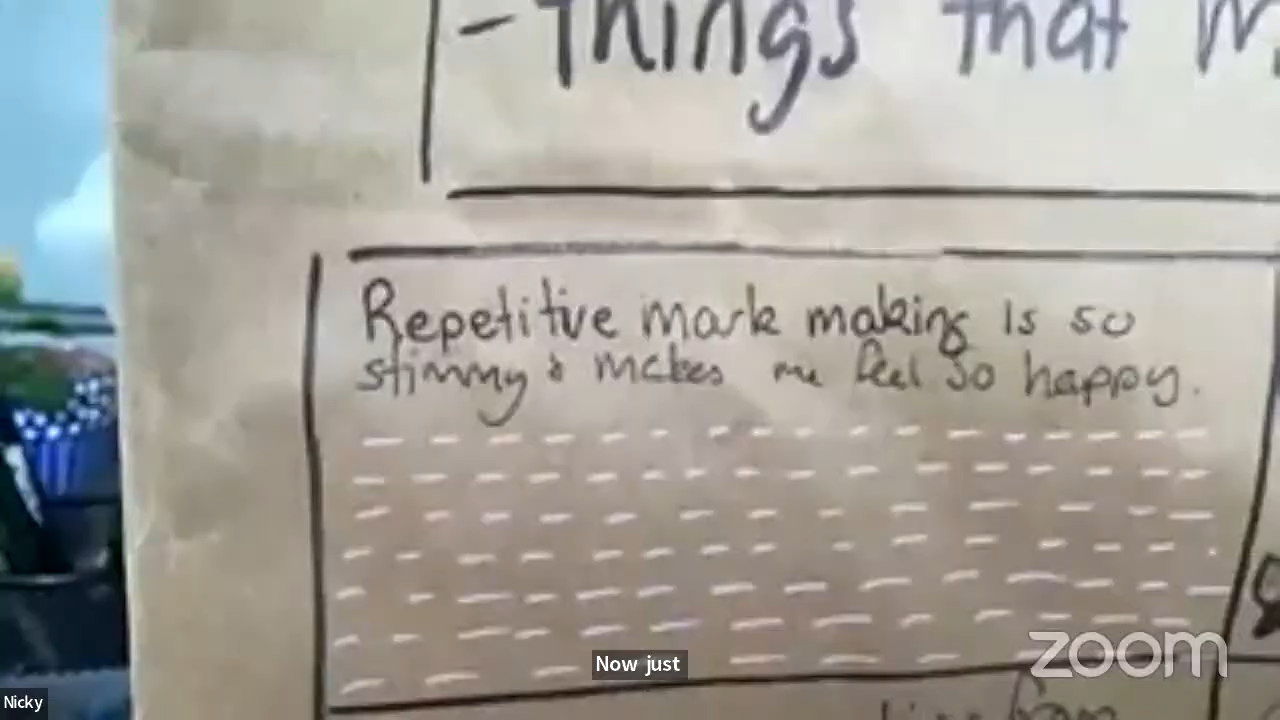 - Things that
Repetitive mark making is so
stimmy & makes me feel so happy.
Now just
zoom
Nicky